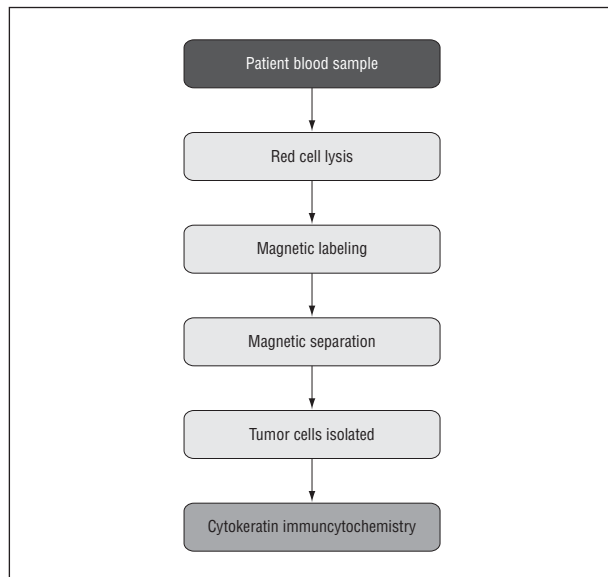 Patient blood sample
Red cell lysis
Magnetic labeling
Magnetic separation
Tumor cells isolated
Cytokeratin immuncytochemistry